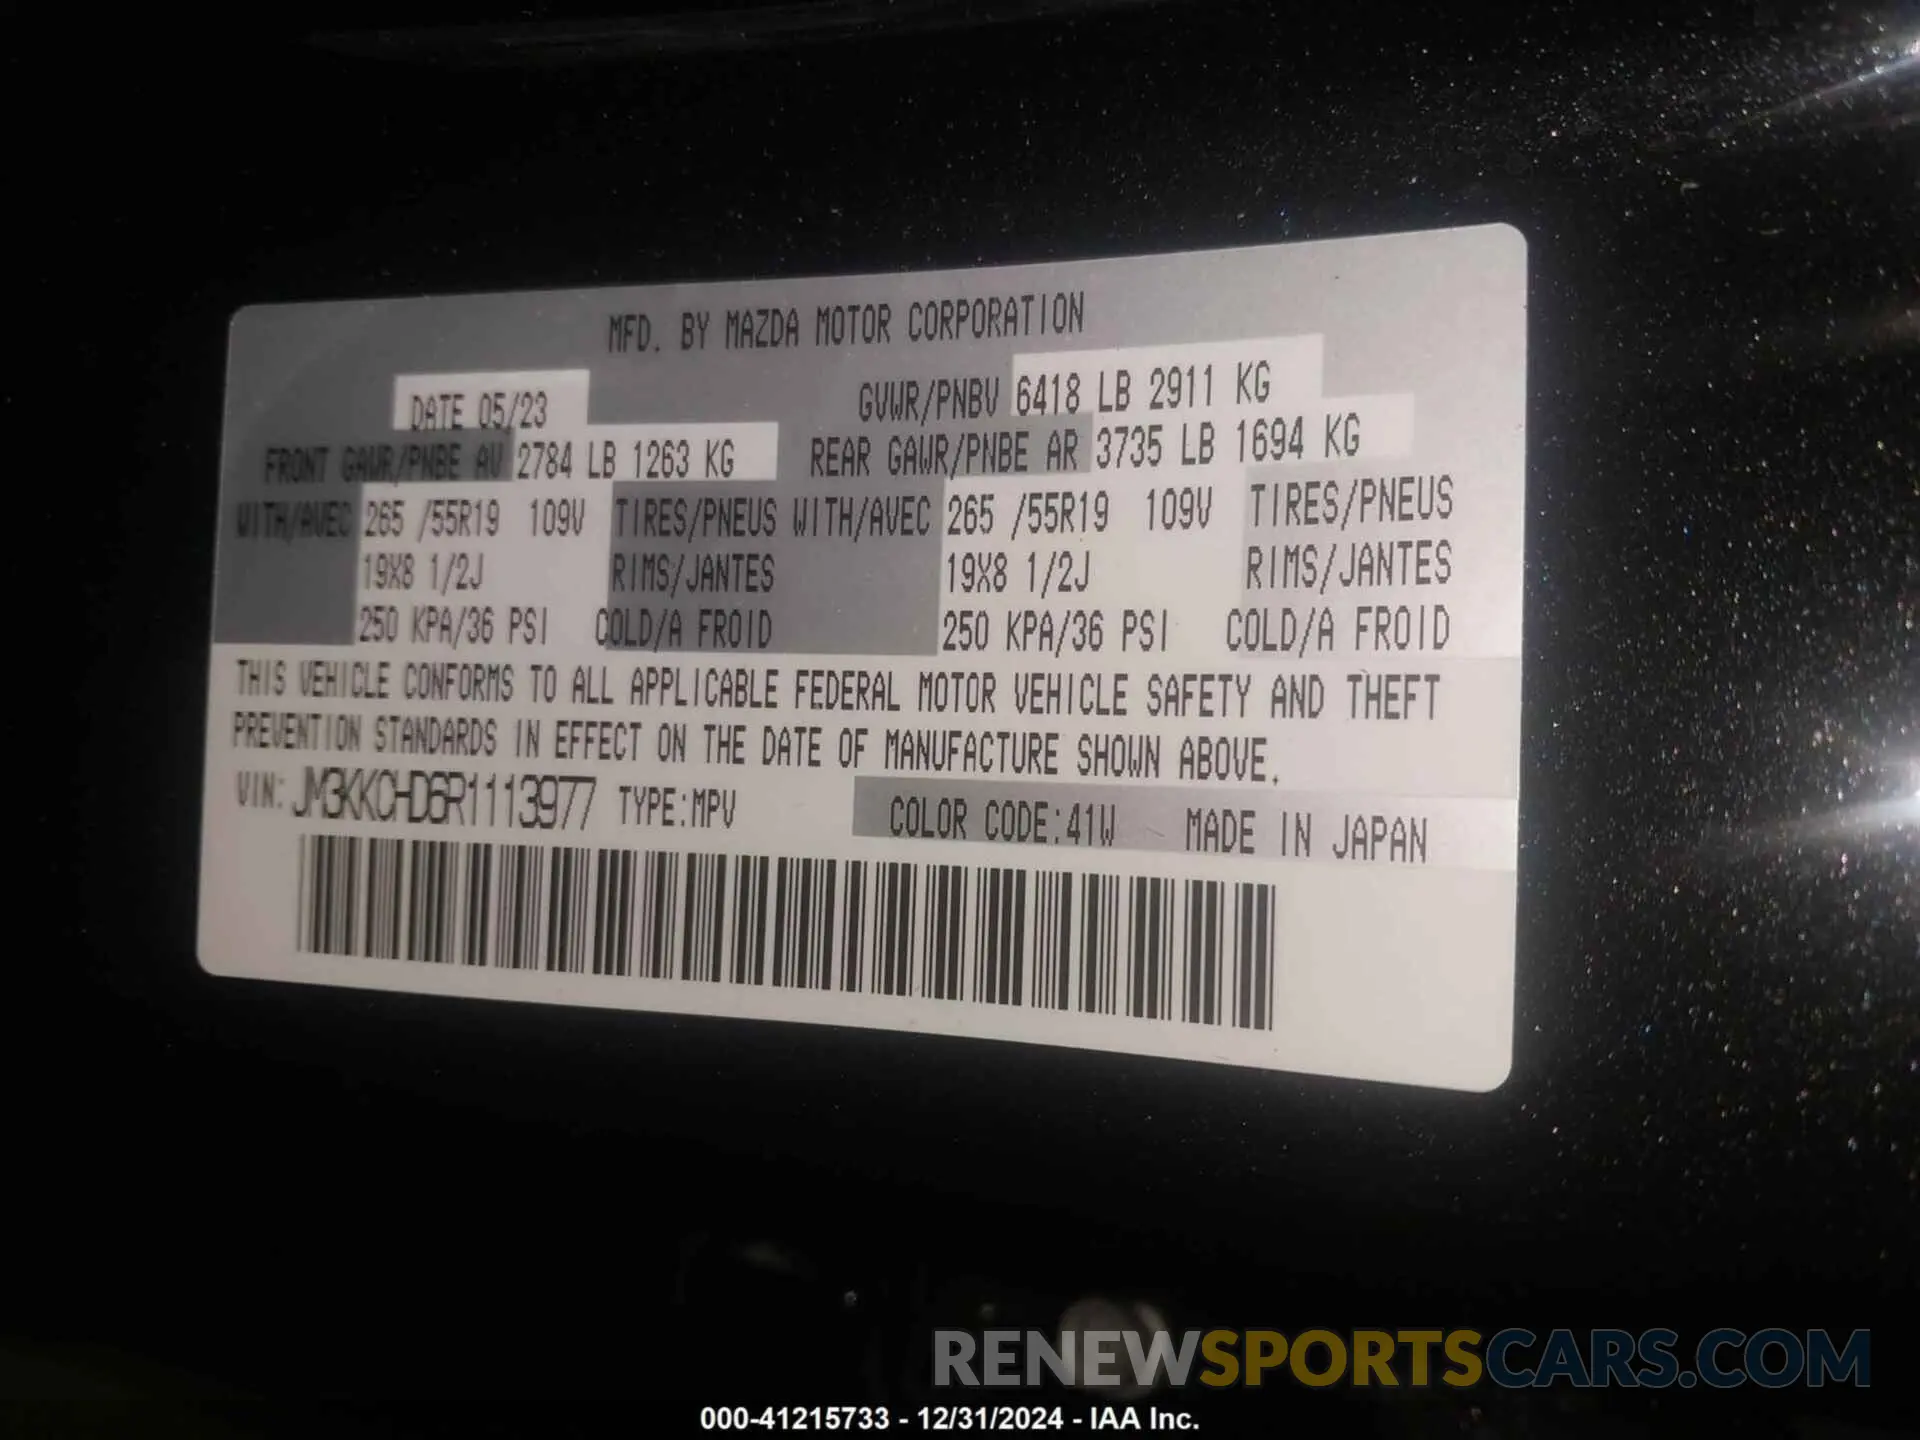 MFD. BY MAZDA MOTOR CORPORATION
DATE 05/23 GVWR/PNBV 6418 LB 2911 KG
FRONT GAWR/PNBE AV 2784 LB 1263 KG REAR GAWR/PNBE AR 3735 LB 1694 KG
WITH/AVEC 265 /55R19 109V TIRES/PNEUS WITH/AVEC 265 /55R19 109V TIRES/PNEUS
19X8 1/2J RIMS/JANTES 19X8 1/2J RIMS/JANTES
250 KPA/36 PSI COLD/A FROID 250 KPA/36 PSI COLD/A FROID
THIS VEHICLE CONFORMS TO ALL APPLICABLE FEDERAL MOTOR VEHICLE SAFETY AND THEFT
PREVENTION STANDARDS IN EFFECT ON THE DATE OF MANUFACTURE SHOWN ABOVE.
VIN: JM3KKCHD6R1113977 TYPE:MPV COLOR CODE:41W MADE IN JAPAN
RENEWSPORTSCARS.COM
000-41215733 - 12/31/2024 - IAA Inc.